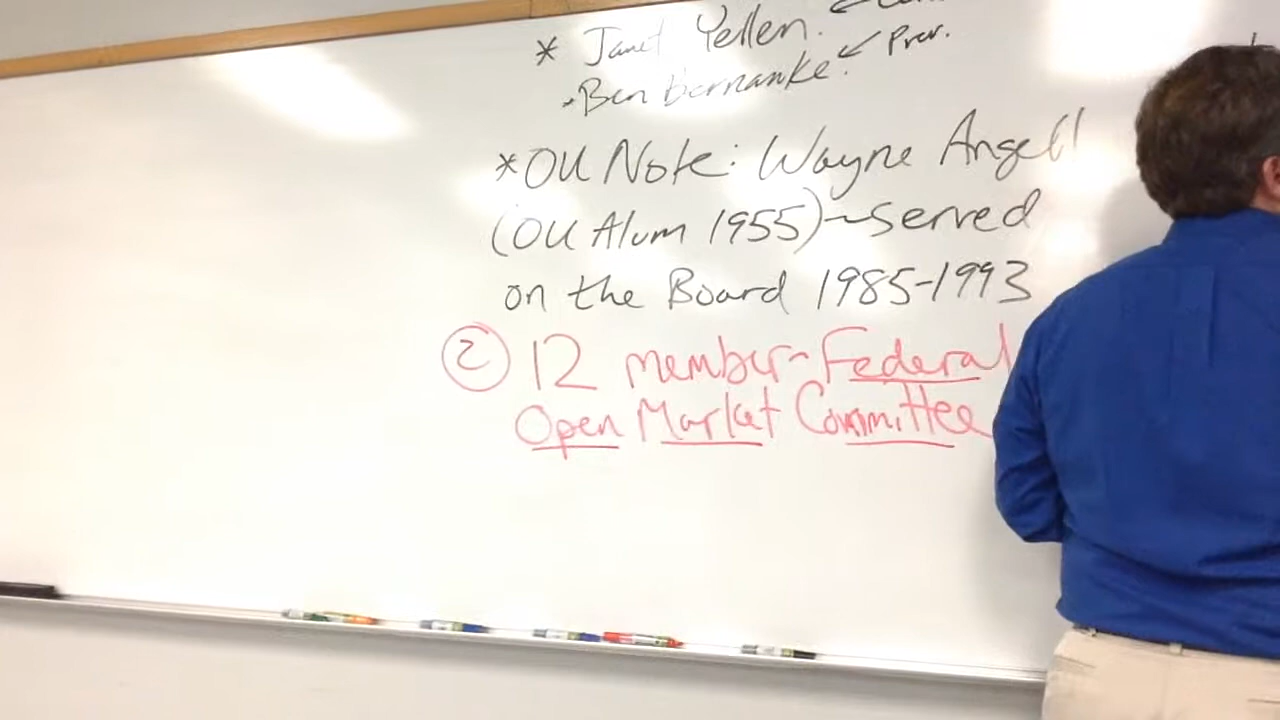 * Janet Yellen. ←
• Ben Bernanke. ← Prev.
*OU Note: Wayne Angell
(OU Alum 1955)~served
on the Board 1985-1993
② 12 member-Federal
Open Market Committee